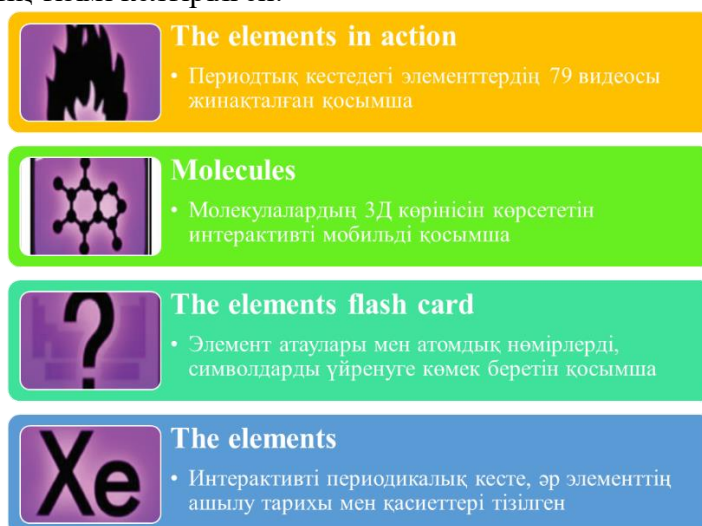 The elements in action
• Периодтық кестедегі элементтердің 79 видеосы
жинақталған қосымша
Molecules
• Молекулалардың 3Д көрінісін көрсететін
интерактивті мобильді қосымша
?
The elements flash card
• Элемент атаулары мен атомдық нөмірлерді,
символдарды үйренуге көмек беретін қосымша
Xe
The elements
• Интерактивті периодикалық кесте, әр элементтің
ашылу тарихы мен қасиеттері тізілген